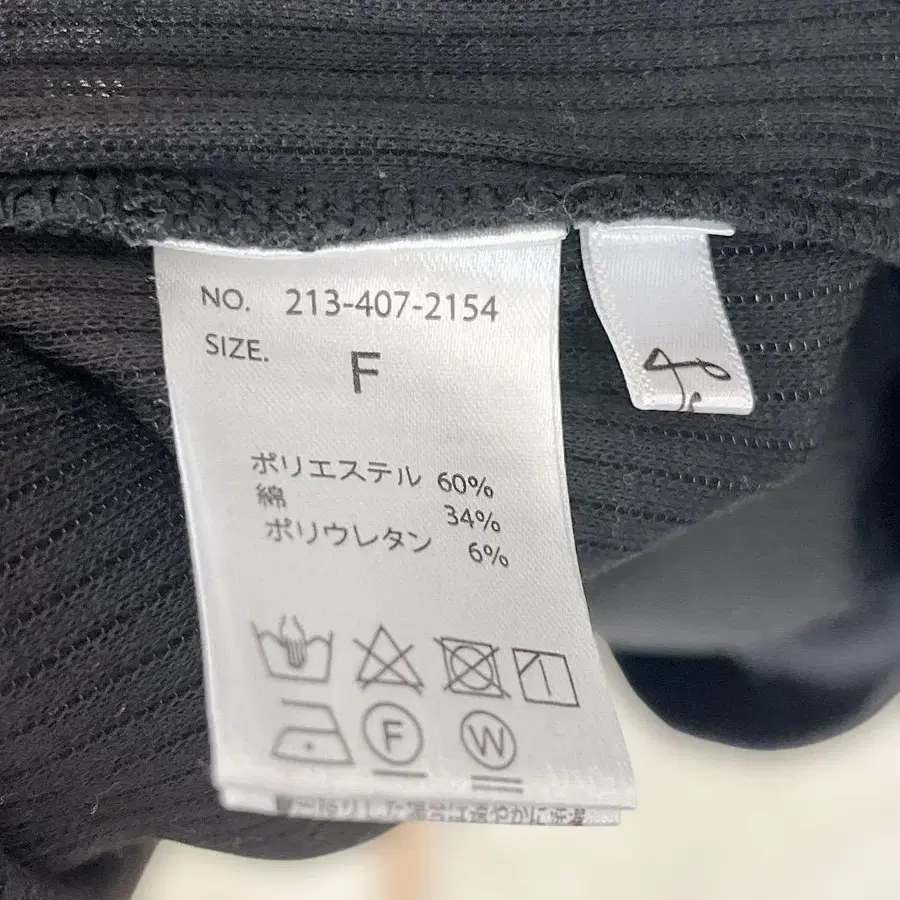 NO. 213-407-2154
SIZE. F
ポリエステル 60%
綿 34%
ポリウレタン 6%
F
W